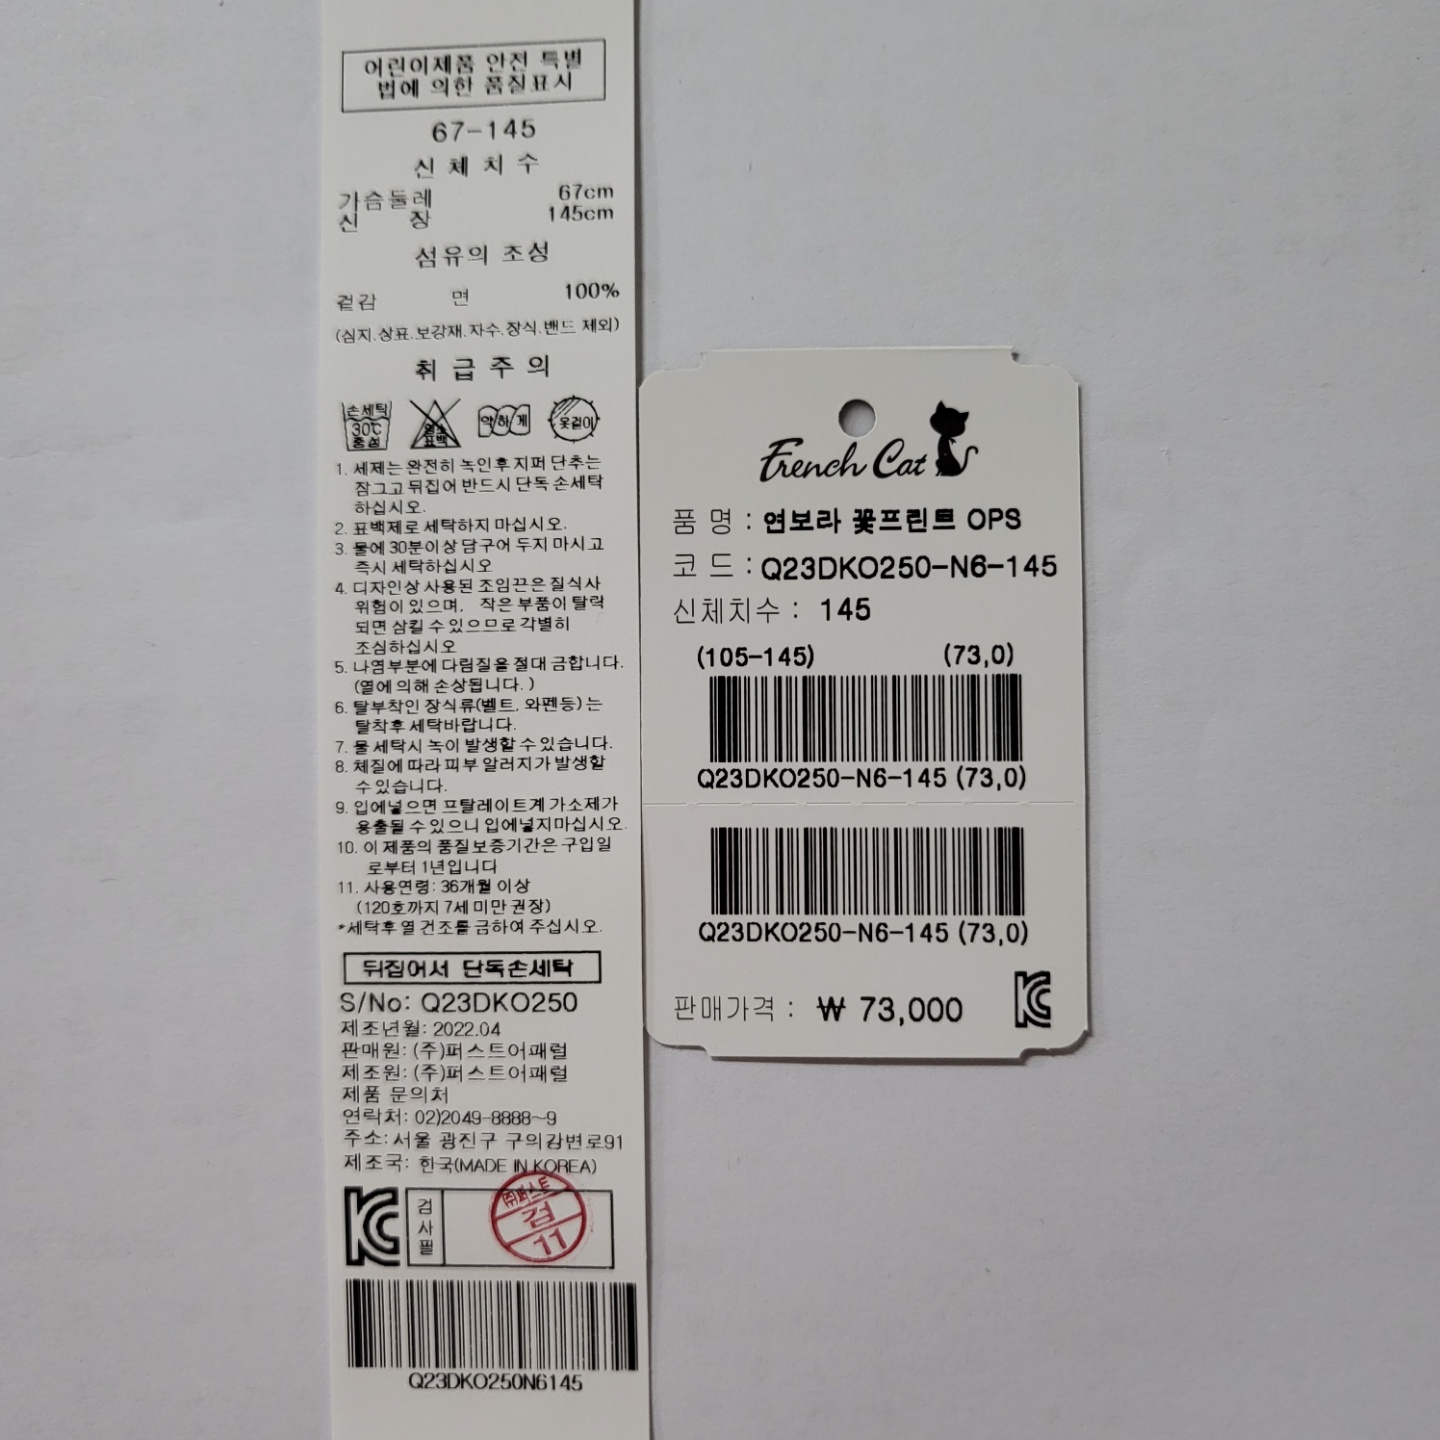 어린이제품 안전 특별
법에 의한 품질표시
67-145
신 체 치 수
가슴둘레 67cm
신 장 145cm
섬유의 조성
겉감 면 100%
(심지.상표.보강재.자수.장식.밴드 제외)
취 급 주 의
손세탁 30℃ 중성
염소 표백
약하게
옷걸이
1. 세제는 완전히 녹인후 지퍼 단추는
잠그고 뒤집어 반드시 단독 손세탁
하십시오.
2. 표백제로 세탁하지 마십시오.
3. 물에 30분이상 담구어 두지 마시고
즉시 세탁하십시오
4. 디자인상 사용된 조임끈은 질식사
위험이 있으며, 작은 부품이 탈락
되면 삼킬 수 있으므로 각별히
조심하십시오
5. 나염부분에 다림질을 절대 금합니다.
(열에 의해 손상됩니다.)
6. 탈부착인 장식류(벨트, 와펜등)는
탈착후 세탁바랍니다.
7. 물 세탁시 녹이 발생할 수 있습니다.
8. 체질에 따라 피부 알러지가 발생할
수 있습니다.
9. 입에넣으면 프탈레이트계 가소제가
용출될 수 있으니 입에넣지마십시오.
10. 이 제품의 품질보증기간은 구입일
로부터 1년입니다
11. 사용연령: 36개월 이상
(120호까지 7세 미만 권장)
*세탁후 열 건조를 금하여 주십시오.
뒤집어서 단독손세탁
S/No: Q23DKO250
제조년월: 2022.04
판매원: (주)퍼스트어패럴
제조원: (주)퍼스트어패럴
제품 문의처
연락처: 02)2049-8888~9
주소: 서울 광진구 구의강변로91
제조국: 한국(MADE IN KOREA)
KC
검사필
㈜퍼스트
검
11
Q23DKO250N6145
French Cat
품 명 : 연보라 꽃프린트 OPS
코 드 : Q23DKO250-N6-145
신체치수 : 145
(105-145) (73,0)
Q23DKO250-N6-145 (73,0)
Q23DKO250-N6-145 (73,0)
판매가격 : ₩ 73,000
KC